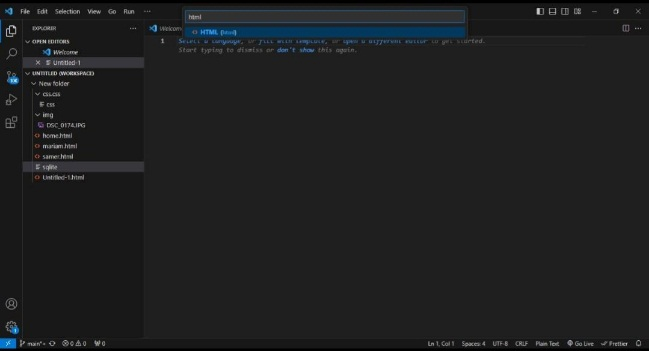 File Edit Selection View Go Run ···
html
HTML (html)
EXPLORER ···
OPEN EDITORS
Welcome
Untitled-1
UNTITLED (WORKSPACE)
New folder
css.css
css
img
DSC_0174.JPG
home.html
mariam.html
samer.html
sqlite
Untitled-1.html
Welcome
1 Select a language, or fill with template, or open a different editor to get started.
Start typing to dismiss or don't show this again.
main*+ 0 0 0 Ln 1, Col 1 Spaces: 4 UTF-8 CRLF Plain Text Go Live Prettier